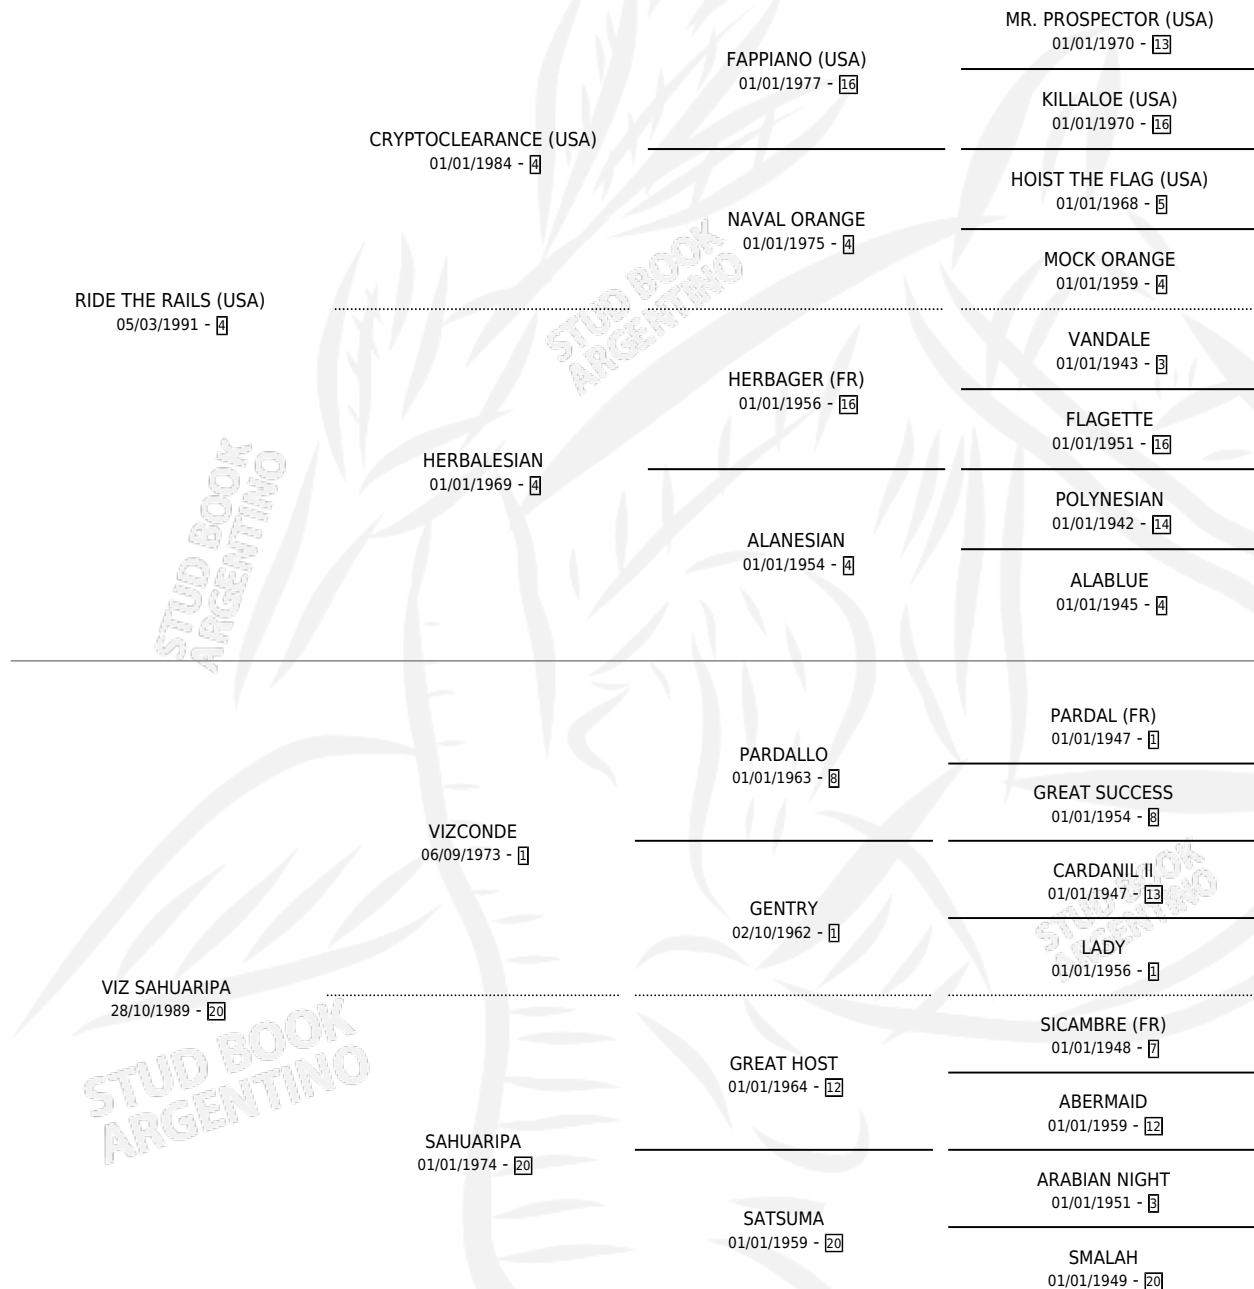 MR. PROSPECTOR (USA)
01/01/1970 - 13
FAPPIANO (USA)
01/01/1977 - 16
KILLALOE (USA)
01/01/1970 - 16
CRYPTOCLEARANCE (USA)
01/01/1984 - 4
HOIST THE FLAG (USA)
01/01/1968 - 5
NAVAL ORANGE
01/01/1975 - 4
MOCK ORANGE
01/01/1959 - 4
RIDE THE RAILS (USA)
05/03/1991 - 4
VANDALE
01/01/1943 - 3
HERBAGER (FR)
01/01/1956 - 16
FLAGETTE
01/01/1951 - 16
HERBALESIAN
01/01/1969 - 4
POLYNESIAN
01/01/1942 - 14
ALANESIAN
01/01/1954 - 4
ALABLUE
01/01/1945 - 4
PARDAL (FR)
01/01/1947 - 1
PARDALLO
01/01/1963 - 8
GREAT SUCCESS
01/01/1954 - 8
VIZCONDE
06/09/1973 - 1
CARDANIL II
01/01/1947 - 13
GENTRY
02/10/1962 - 1
LADY
01/01/1956 - 1
VIZ SAHUARIPA
28/10/1989 - 20
SICAMBRE (FR)
01/01/1948 - 7
GREAT HOST
01/01/1964 - 12
ABERMAID
01/01/1959 - 12
SAHUARIPA
01/01/1974 - 20
ARABIAN NIGHT
01/01/1951 - 3
SATSUMA
01/01/1959 - 20
SMALAH
01/01/1949 - 20
STUD BOOK
ARGENTINO
STUD BOOK
ARGENTINO
STUD BOOK
ARGENTINO
STUD BOOK
ARGENTINO